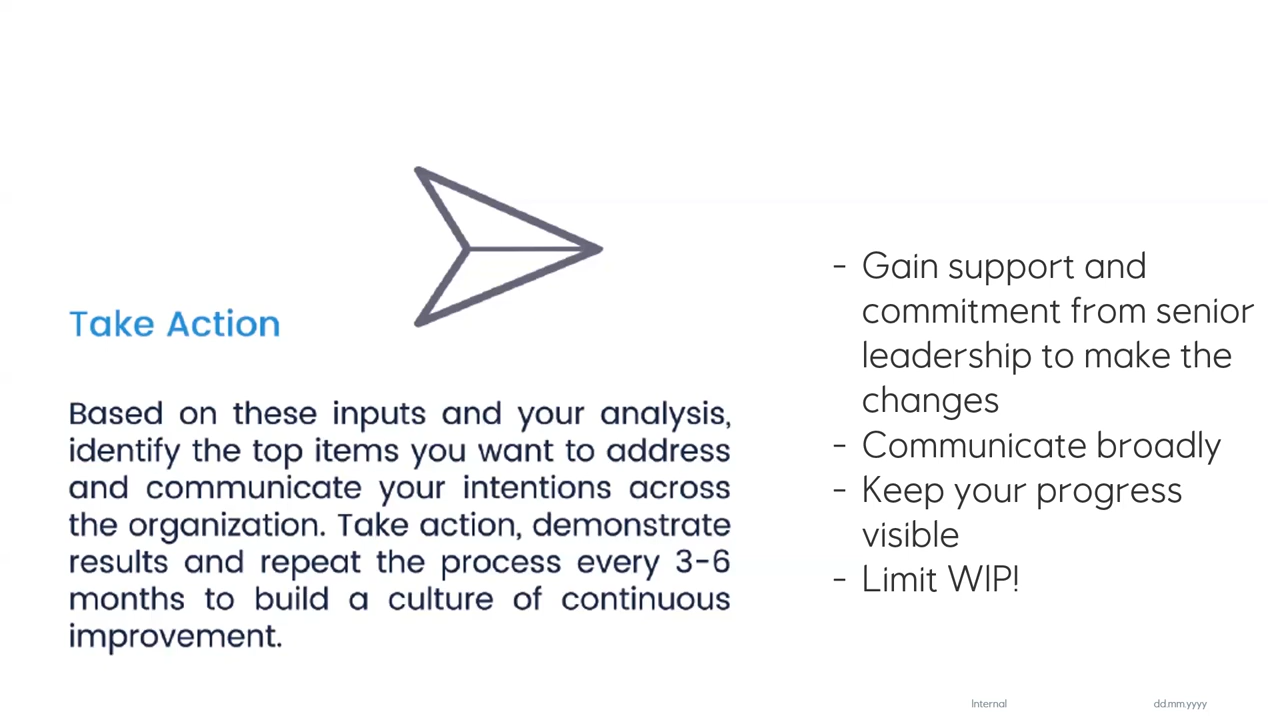 Take Action
Based on these inputs and your analysis,
identify the top items you want to address
and communicate your intentions across
the organization. Take action, demonstrate
results and repeat the process every 3-6
months to build a culture of continuous
improvement.
- Gain support and
commitment from senior
leadership to make the
changes
- Communicate broadly
- Keep your progress
visible
- Limit WIP!
Internal
dd.mm.yyyy